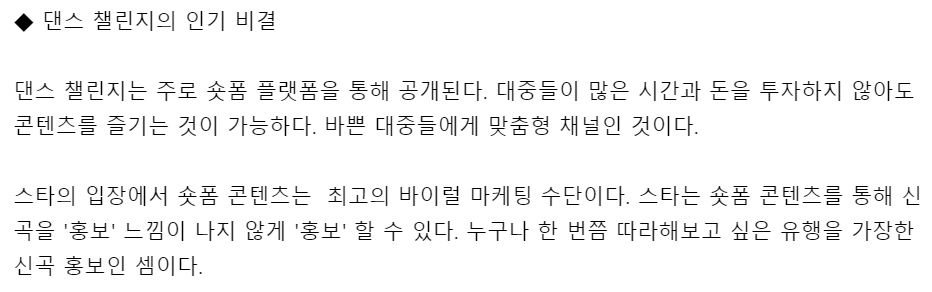 ◆ 댄스 챌린지의 인기 비결
댄스 챌린지는 주로 숏폼 플랫폼을 통해 공개된다. 대중들이 많은 시간과 돈을 투자하지 않아도
콘텐츠를 즐기는 것이 가능하다. 바쁜 대중들에게 맞춤형 채널인 것이다.
스타의 입장에서 숏폼 콘텐츠는  최고의 바이럴 마케팅 수단이다. 스타는 숏폼 콘텐츠를 통해 신
곡을 '홍보' 느낌이 나지 않게 '홍보' 할 수 있다. 누구나 한 번쯤 따라해보고 싶은 유행을 가장한
신곡 홍보인 셈이다.